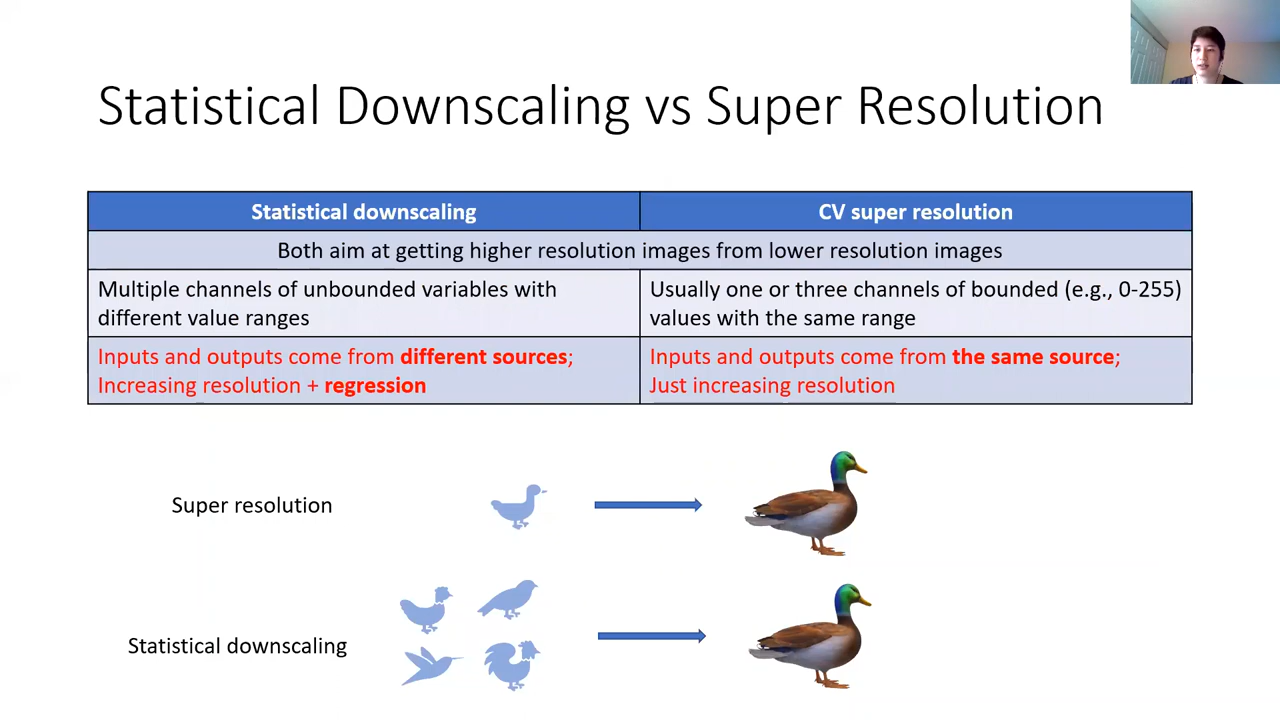 Statistical Downscaling vs Super Resolution
Statistical downscaling
CV super resolution
Both aim at getting higher resolution images from lower resolution images
Multiple channels of unbounded variables with
different value ranges
Usually one or three channels of bounded (e.g., 0-255)
values with the same range
Inputs and outputs come from different sources;
Increasing resolution + regression
Inputs and outputs come from the same source;
Just increasing resolution
Super resolution
Statistical downscaling